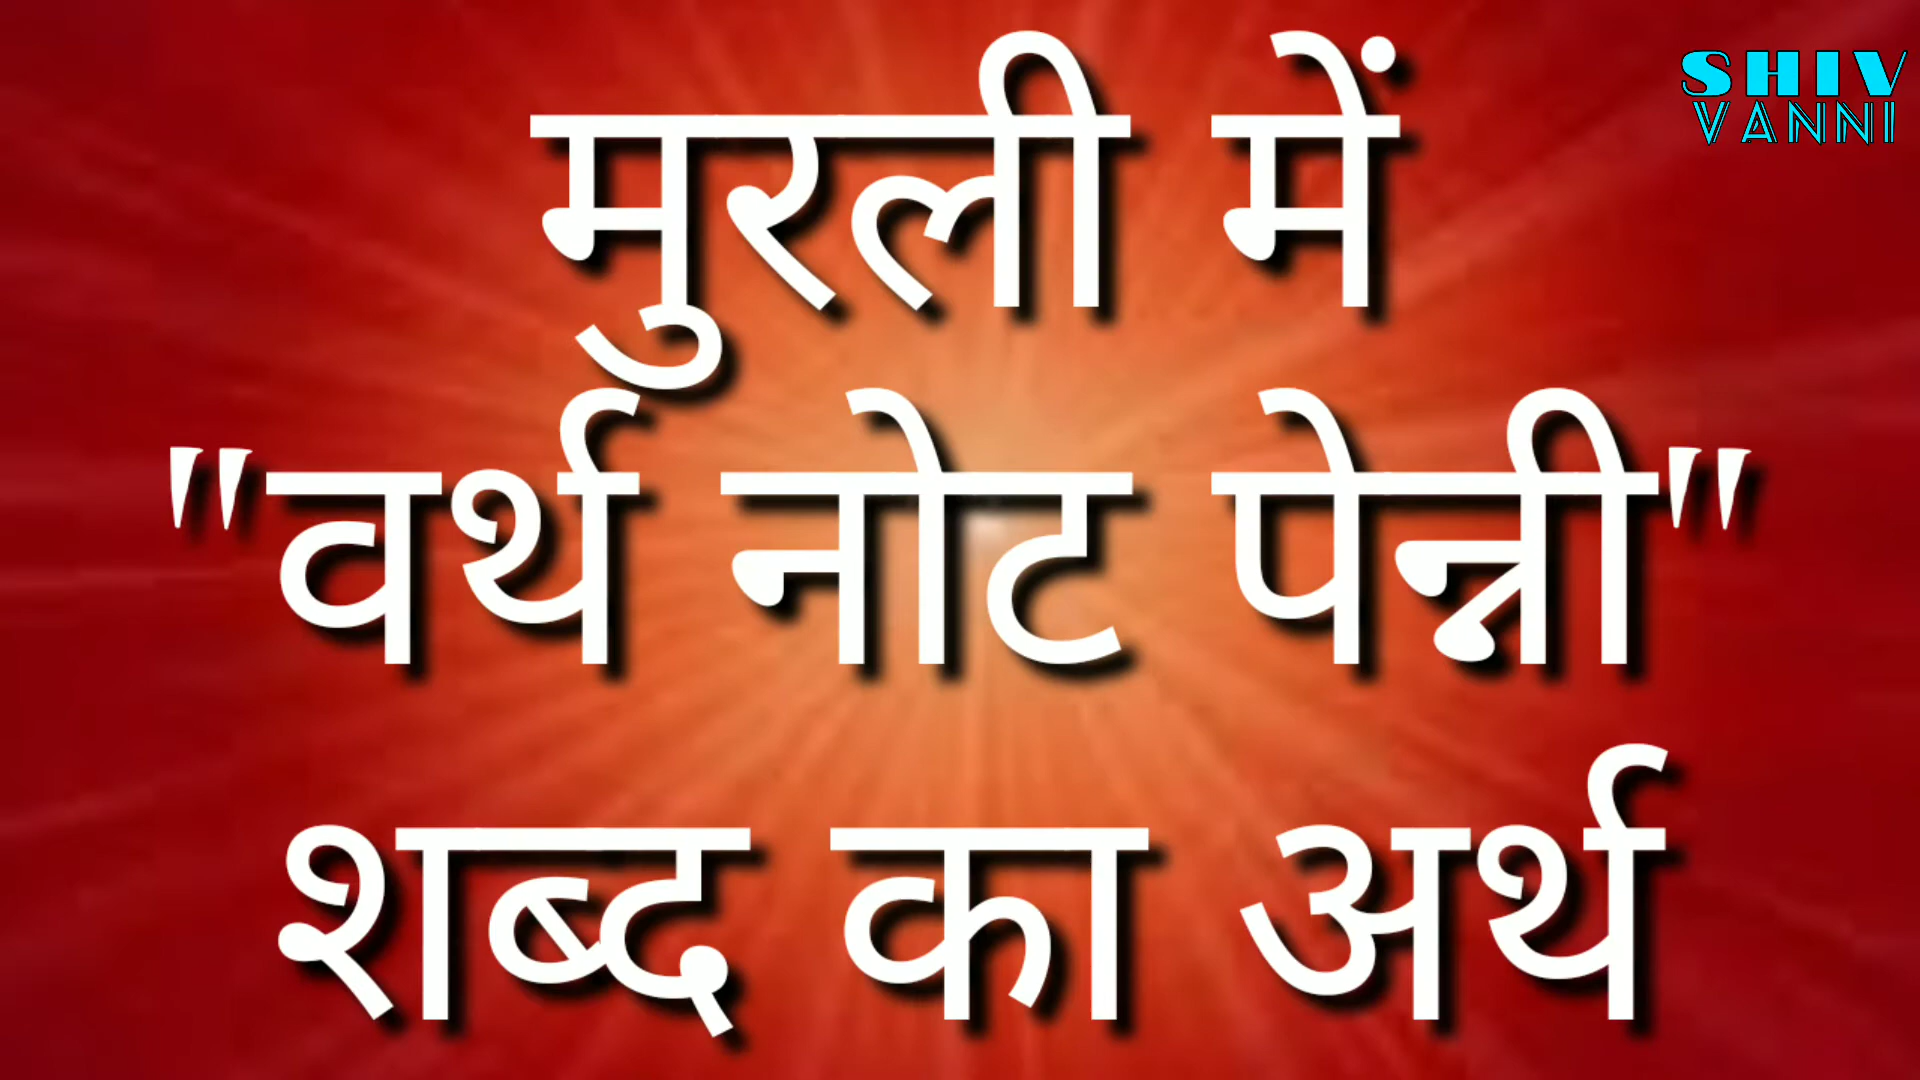 SHIV
VANNI
मुरली में
"वर्थ नोट पेन्नी"
शब्द का अर्थ